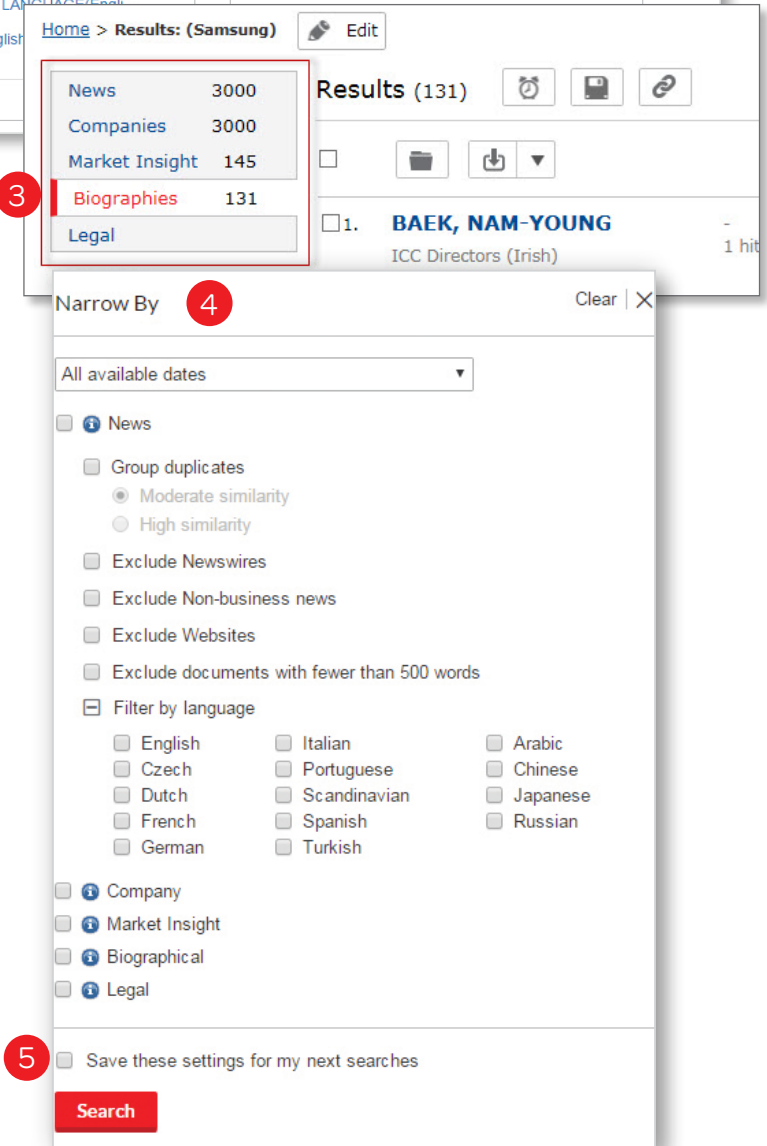 LANGUAGE(Engli
glish
Home > Results: (Samsung) Edit
News 3000
Companies 3000
Market Insight 145
Biographies 131
Legal
3
Results (131)
1. BAEK, NAM-YOUNG -
ICC Directors (Irish) 1 hit
Narrow By 4 Clear | X
All available dates
News
Group duplicates
Moderate similarity
High similarity
Exclude Newswires
Exclude Non-business news
Exclude Websites
Exclude documents with fewer than 500 words
Filter by language
English Italian Arabic
Czech Portuguese Chinese
Dutch Scandinavian Japanese
French Spanish Russian
German Turkish
Company
Market Insight
Biographical
Legal
5 Save these settings for my next searches
Search